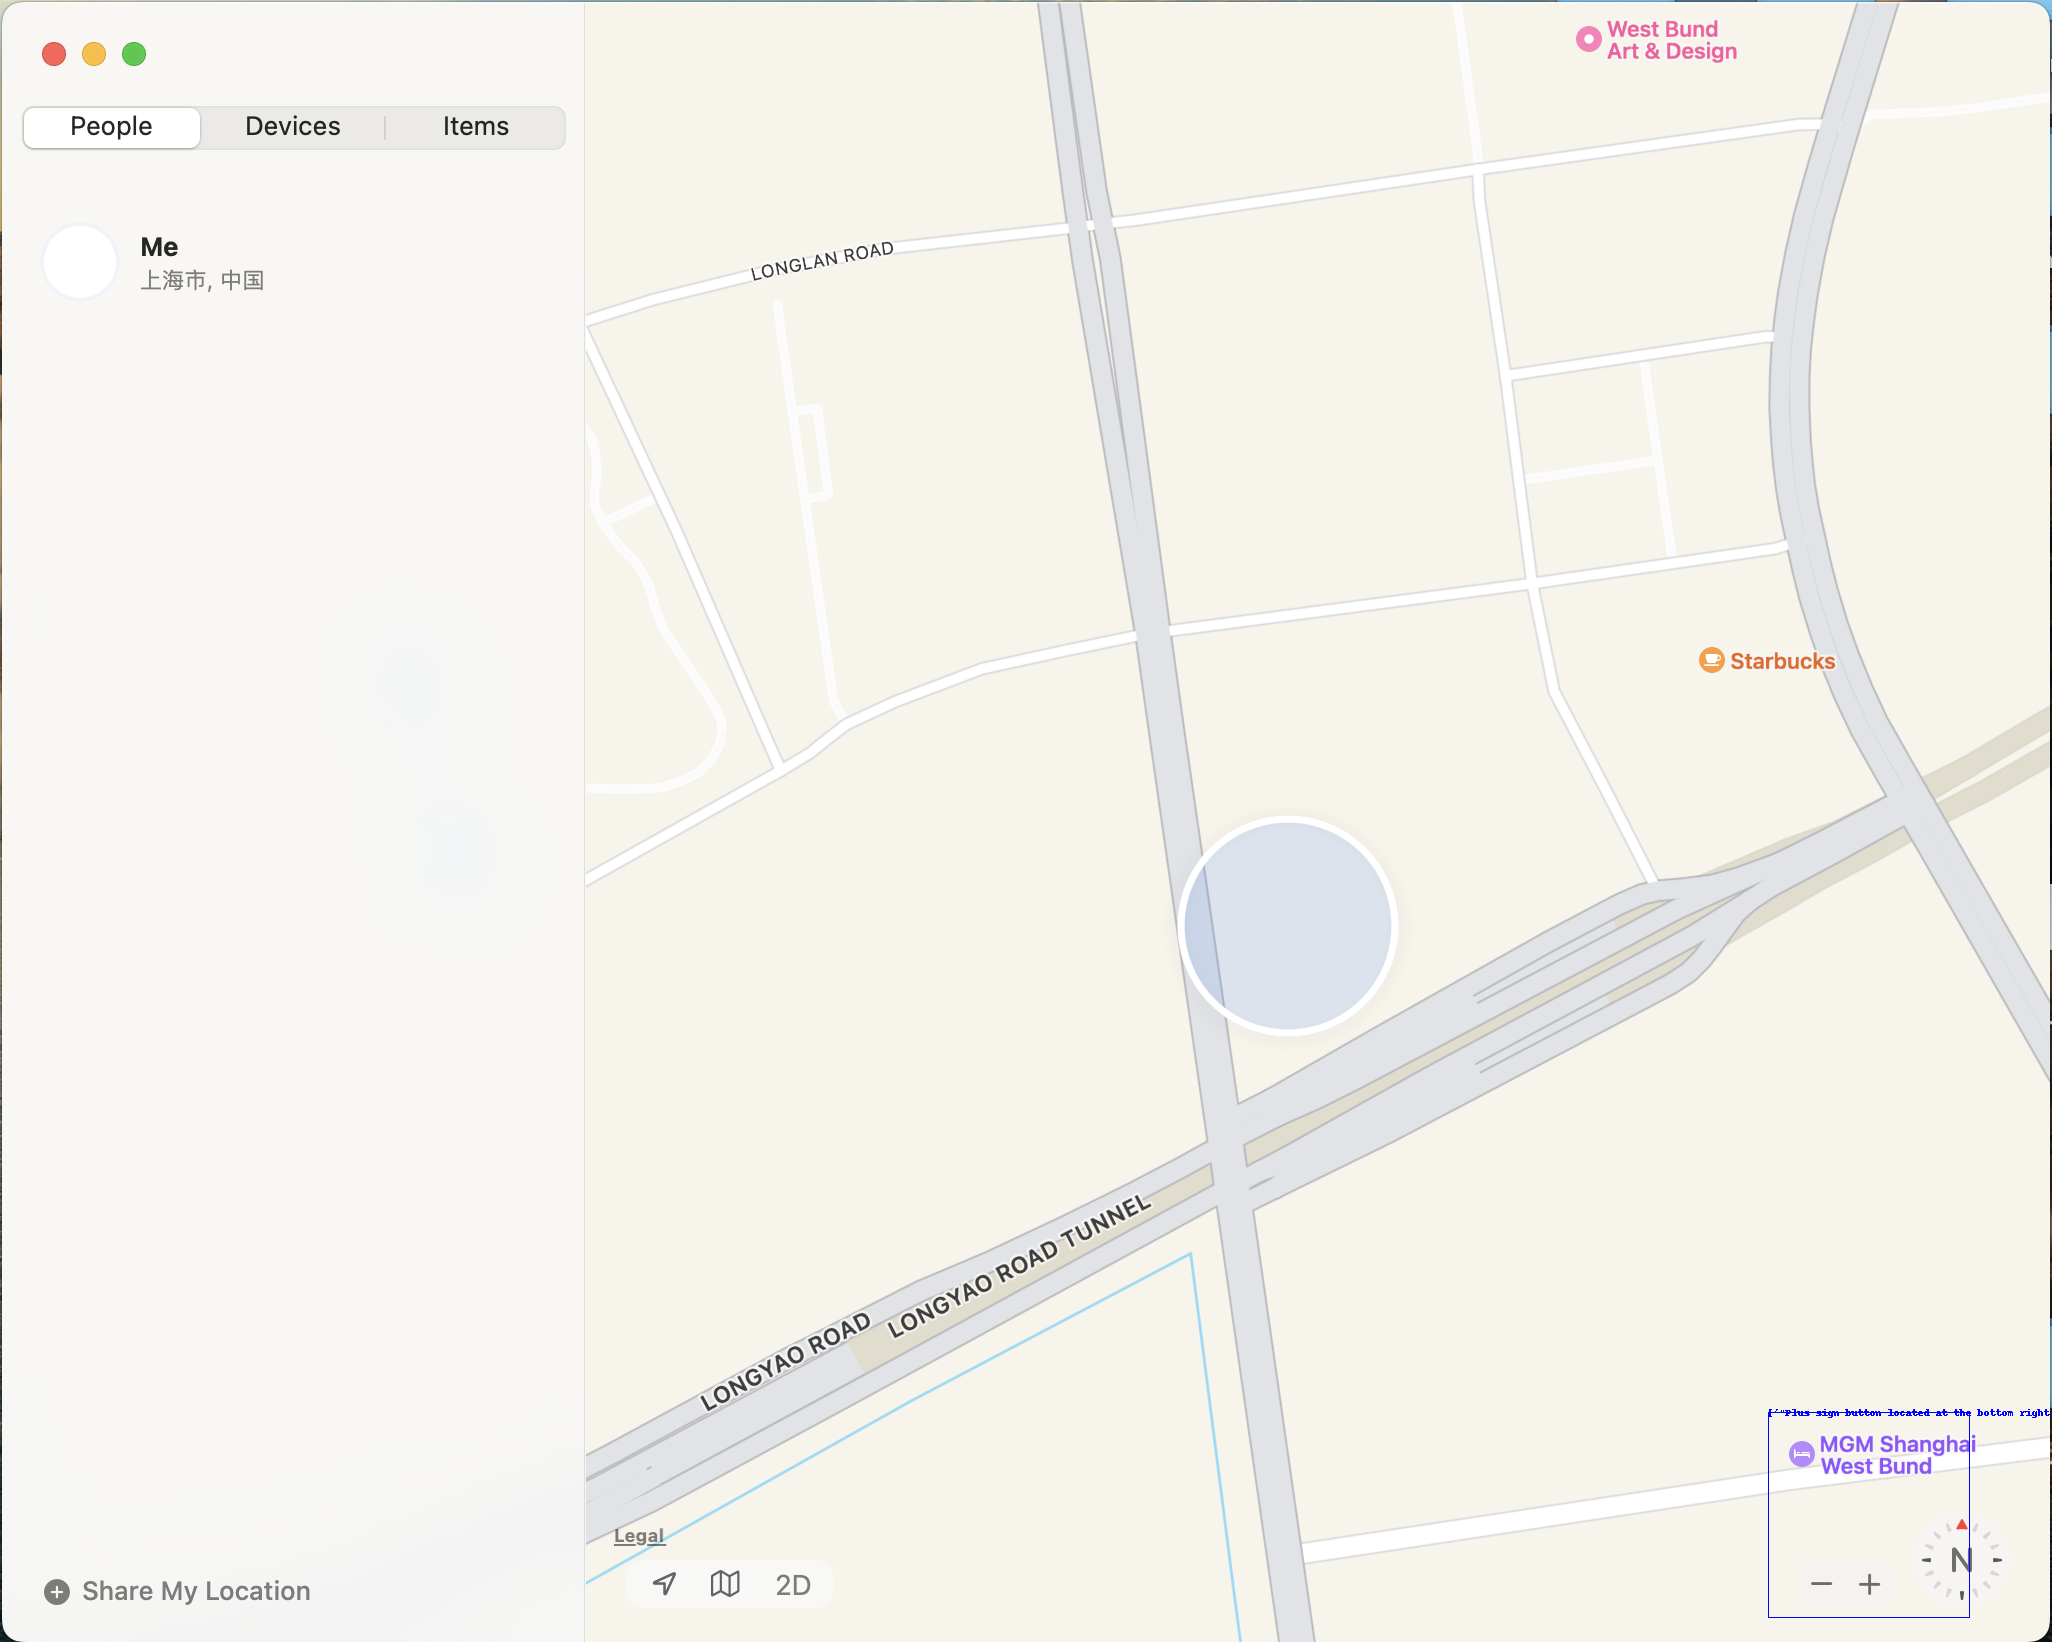 People
Devices
Items
Me
上海市, 中国
Share My Location
West Bund
Art & Design
LONGLAN ROAD
Starbucks
LONGYAO ROAD TUNNEL
LONGYAO ROAD
["Plus sign button located at the bottom right
MGM Shanghai
West Bund
Legal
2D
N